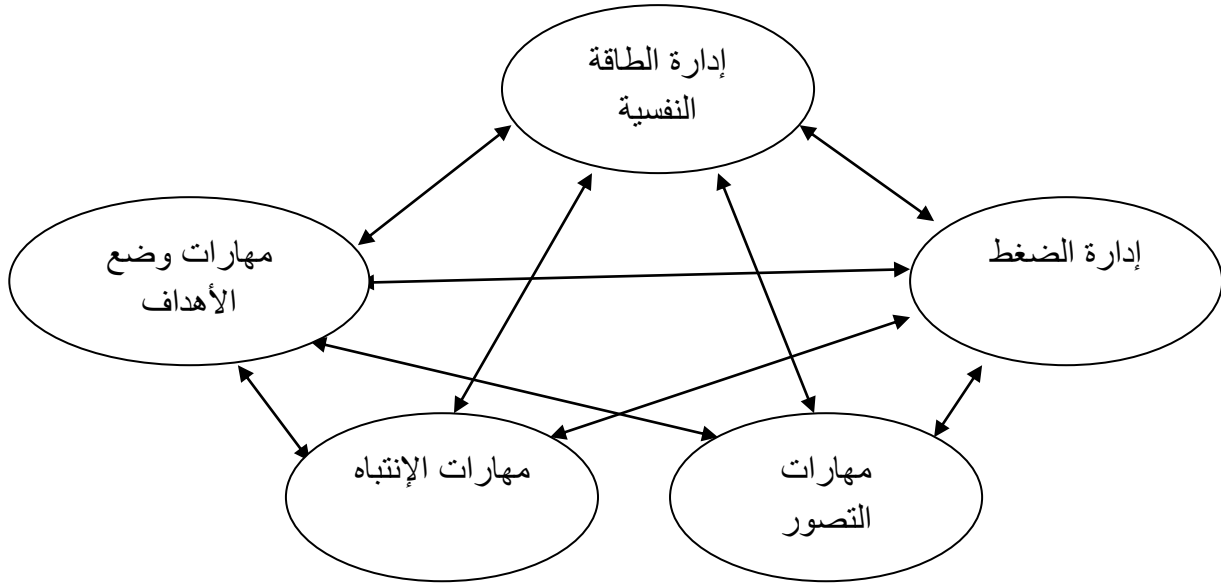 إدارة الطاقة
النفسية
إدارة الضغط
مهارات وضع
الأهداف
مهارات
التصور
مهارات الإنتباه